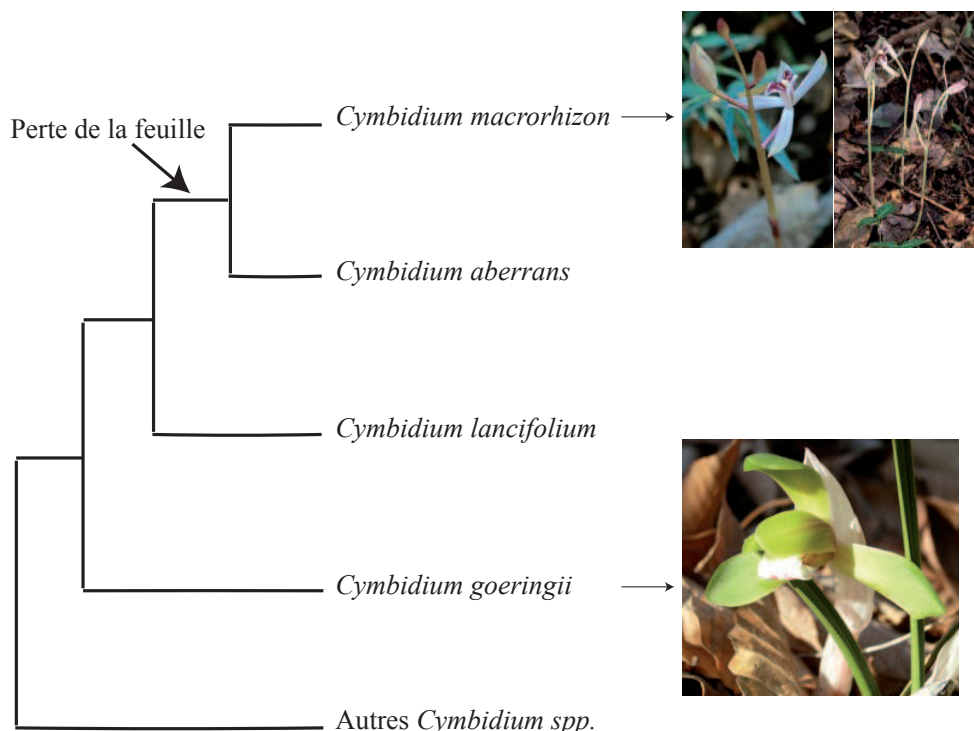 Cymbidium macrorhizon
Perte de la feuille
Cymbidium aberrans
Cymbidium lancifolium
Cymbidium goeringii
Autres Cymbidium spp.